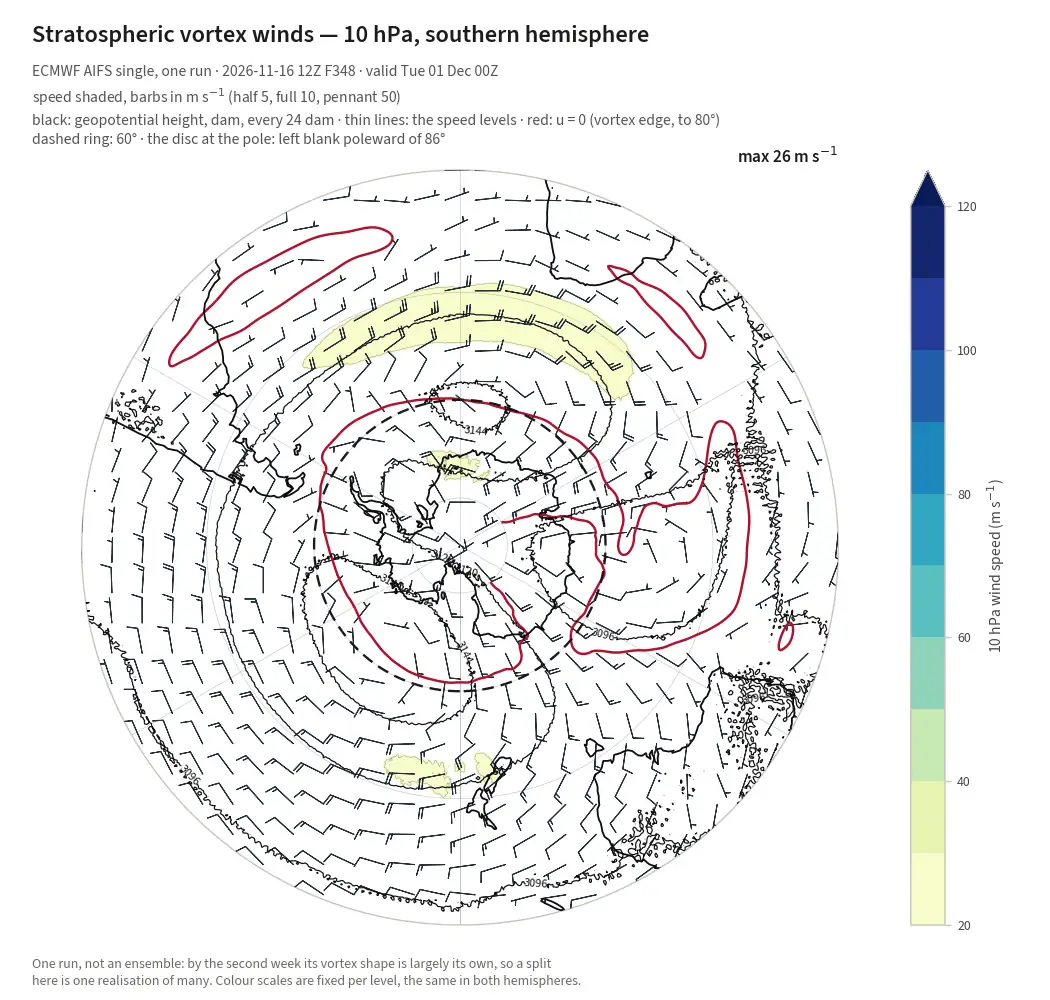 Stratospheric vortex winds — 10 hPa, southern hemisphere
ECMWF AIFS single, one run · 2026-11-16 12Z F348 · valid Tue 01 Dec 00Z
speed shaded, barbs in m s⁻¹ (half 5, full 10, pennant 50)
black: geopotential height, dam, every 24 dam · thin lines: the speed levels · red: u = 0 (vortex edge, to 80°)
dashed ring: 60° · the disc at the pole: left blank poleward of 86°
max 26 m s⁻¹
120
100
80
60
40
20
10 hPa wind speed (m s⁻¹)
3144
3096
3144
3096
3096
One run, not an ensemble: by the second week its vortex shape is largely its own, so a split
here is one realisation of many. Colour scales are fixed per level, the same in both hemispheres.